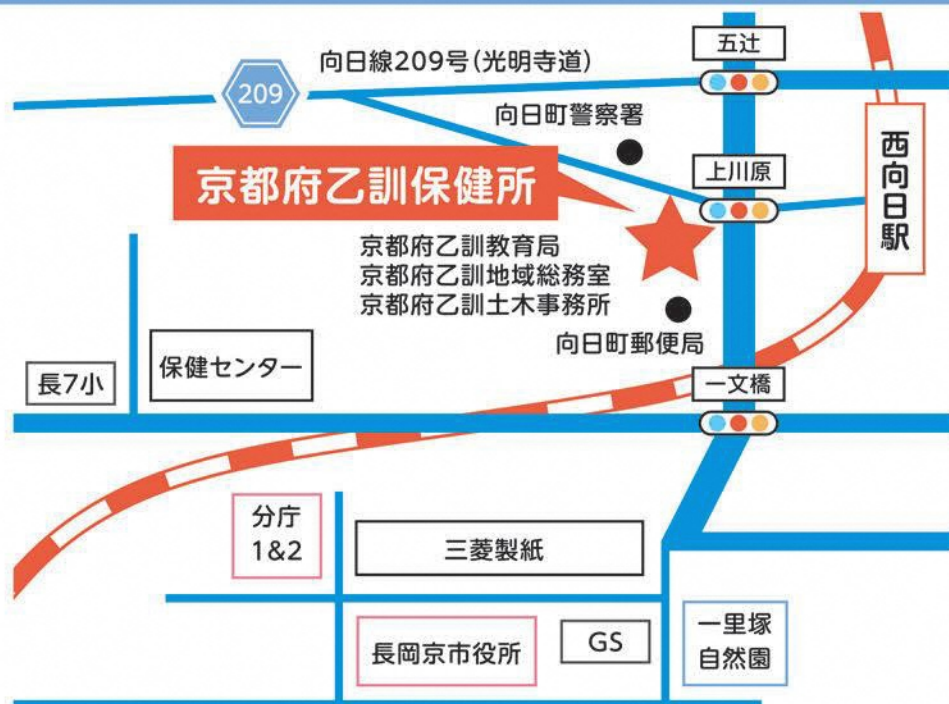 五辻
向日線209号(光明寺道)
209
向日町警察署
上川原
西向日駅
京都府乙訓保健所
京都府乙訓教育局
京都府乙訓地域総務室
京都府乙訓土木事務所
向日町郵便局
保健センター
長7小
一文橋
分庁
1&2
三菱製紙
長岡京市役所
GS
一里塚
自然園